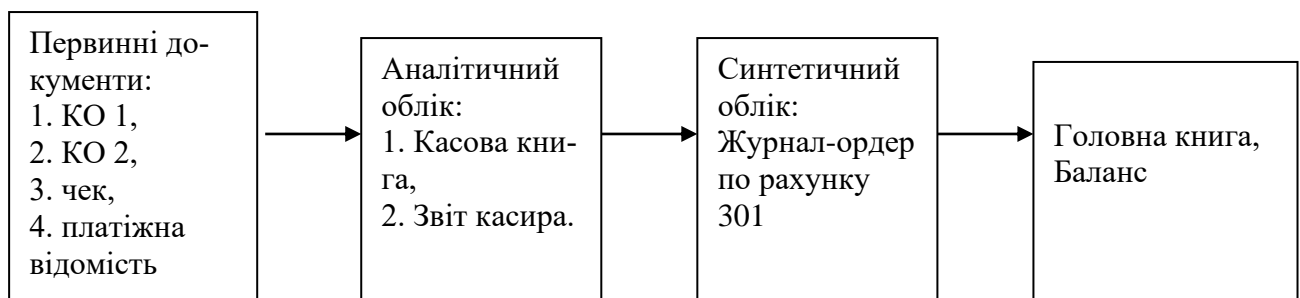 Первинні до-
кументи:
1. КО 1,
2. КО 2,
3. чек,
4. платіжна
відомість
Аналітичний
облік:
1. Касова кни-
га,
2. Звіт касира.
Синтетичний
облік:
Журнал-ордер
по рахунку
301
Головна книга,
Баланс